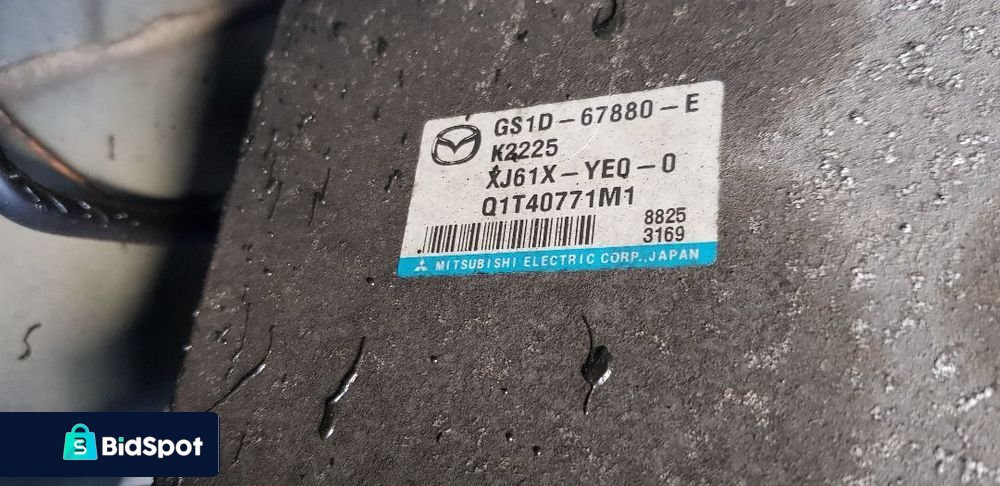 GS1D-67880-E
K2225
XJ61X-YEQ-0
Q1T40771M1
8825
3169
MITSUBISHI ELECTRIC CORP., JAPAN
BidSpot